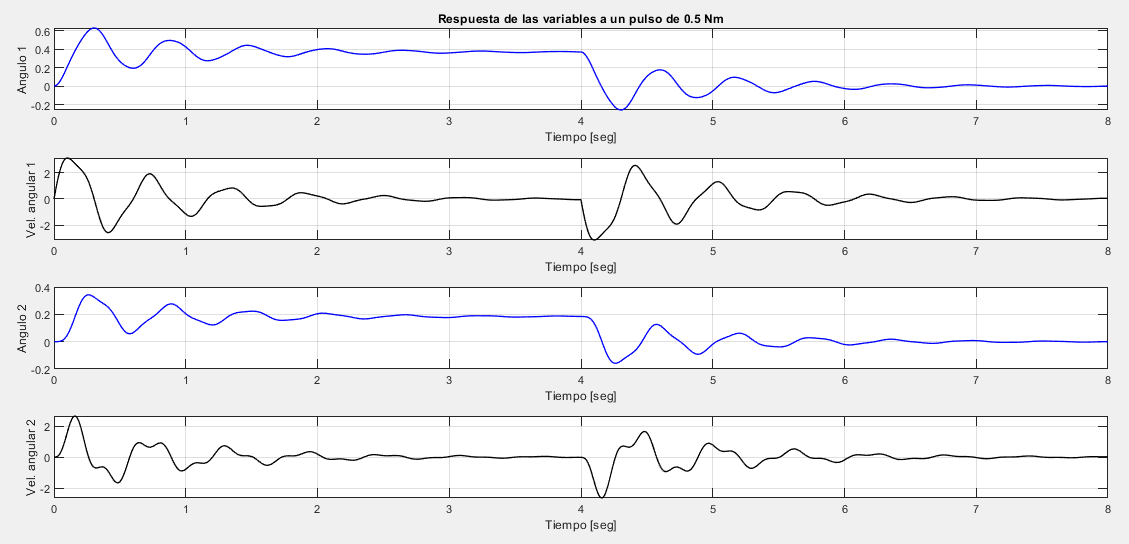 Respuesta de las variables a un pulso de 0.5 Nm
Angulo 1
0.6
0.4
0.2
0
-0.2
0 1 2 3 4 5 6 7 8
Tiempo [seg]
Vel. angular 1
2
0
-2
0 1 2 3 4 5 6 7 8
Tiempo [seg]
Angulo 2
0.4
0.2
0
-0.2
0 1 2 3 4 5 6 7 8
Tiempo [seg]
Vel. angular 2
2
0
-2
0 1 2 3 4 5 6 7 8
Tiempo [seg]